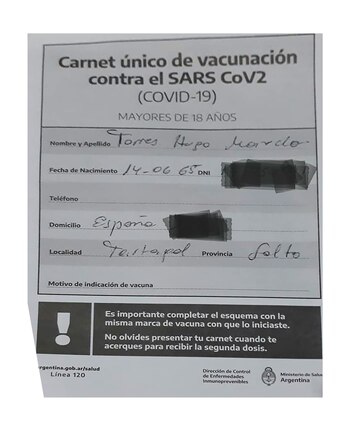 Carnet único de vacunación
contra el SARS CoV2
(COVID-19)
MAYORES DE 18 AÑOS
Nombre y Apellido Torres Hugo
Fecha de Nacimiento 14-06 65 DNI
Teléfono
Domicilio España
Localidad Provincia Salta
Motivo de indicación de vacuna
Es importante completar el esquema con la
misma marca de vacuna con que lo iniciaste.
No olvides presentar tu carnet cuando te
acerques para recibir la segunda dosis.
argentina.gob.ar/salud
Línea 120
Dirección de Control
de Enfermedades
Inmunoprevenibles
Ministerio de Salu
Argentina